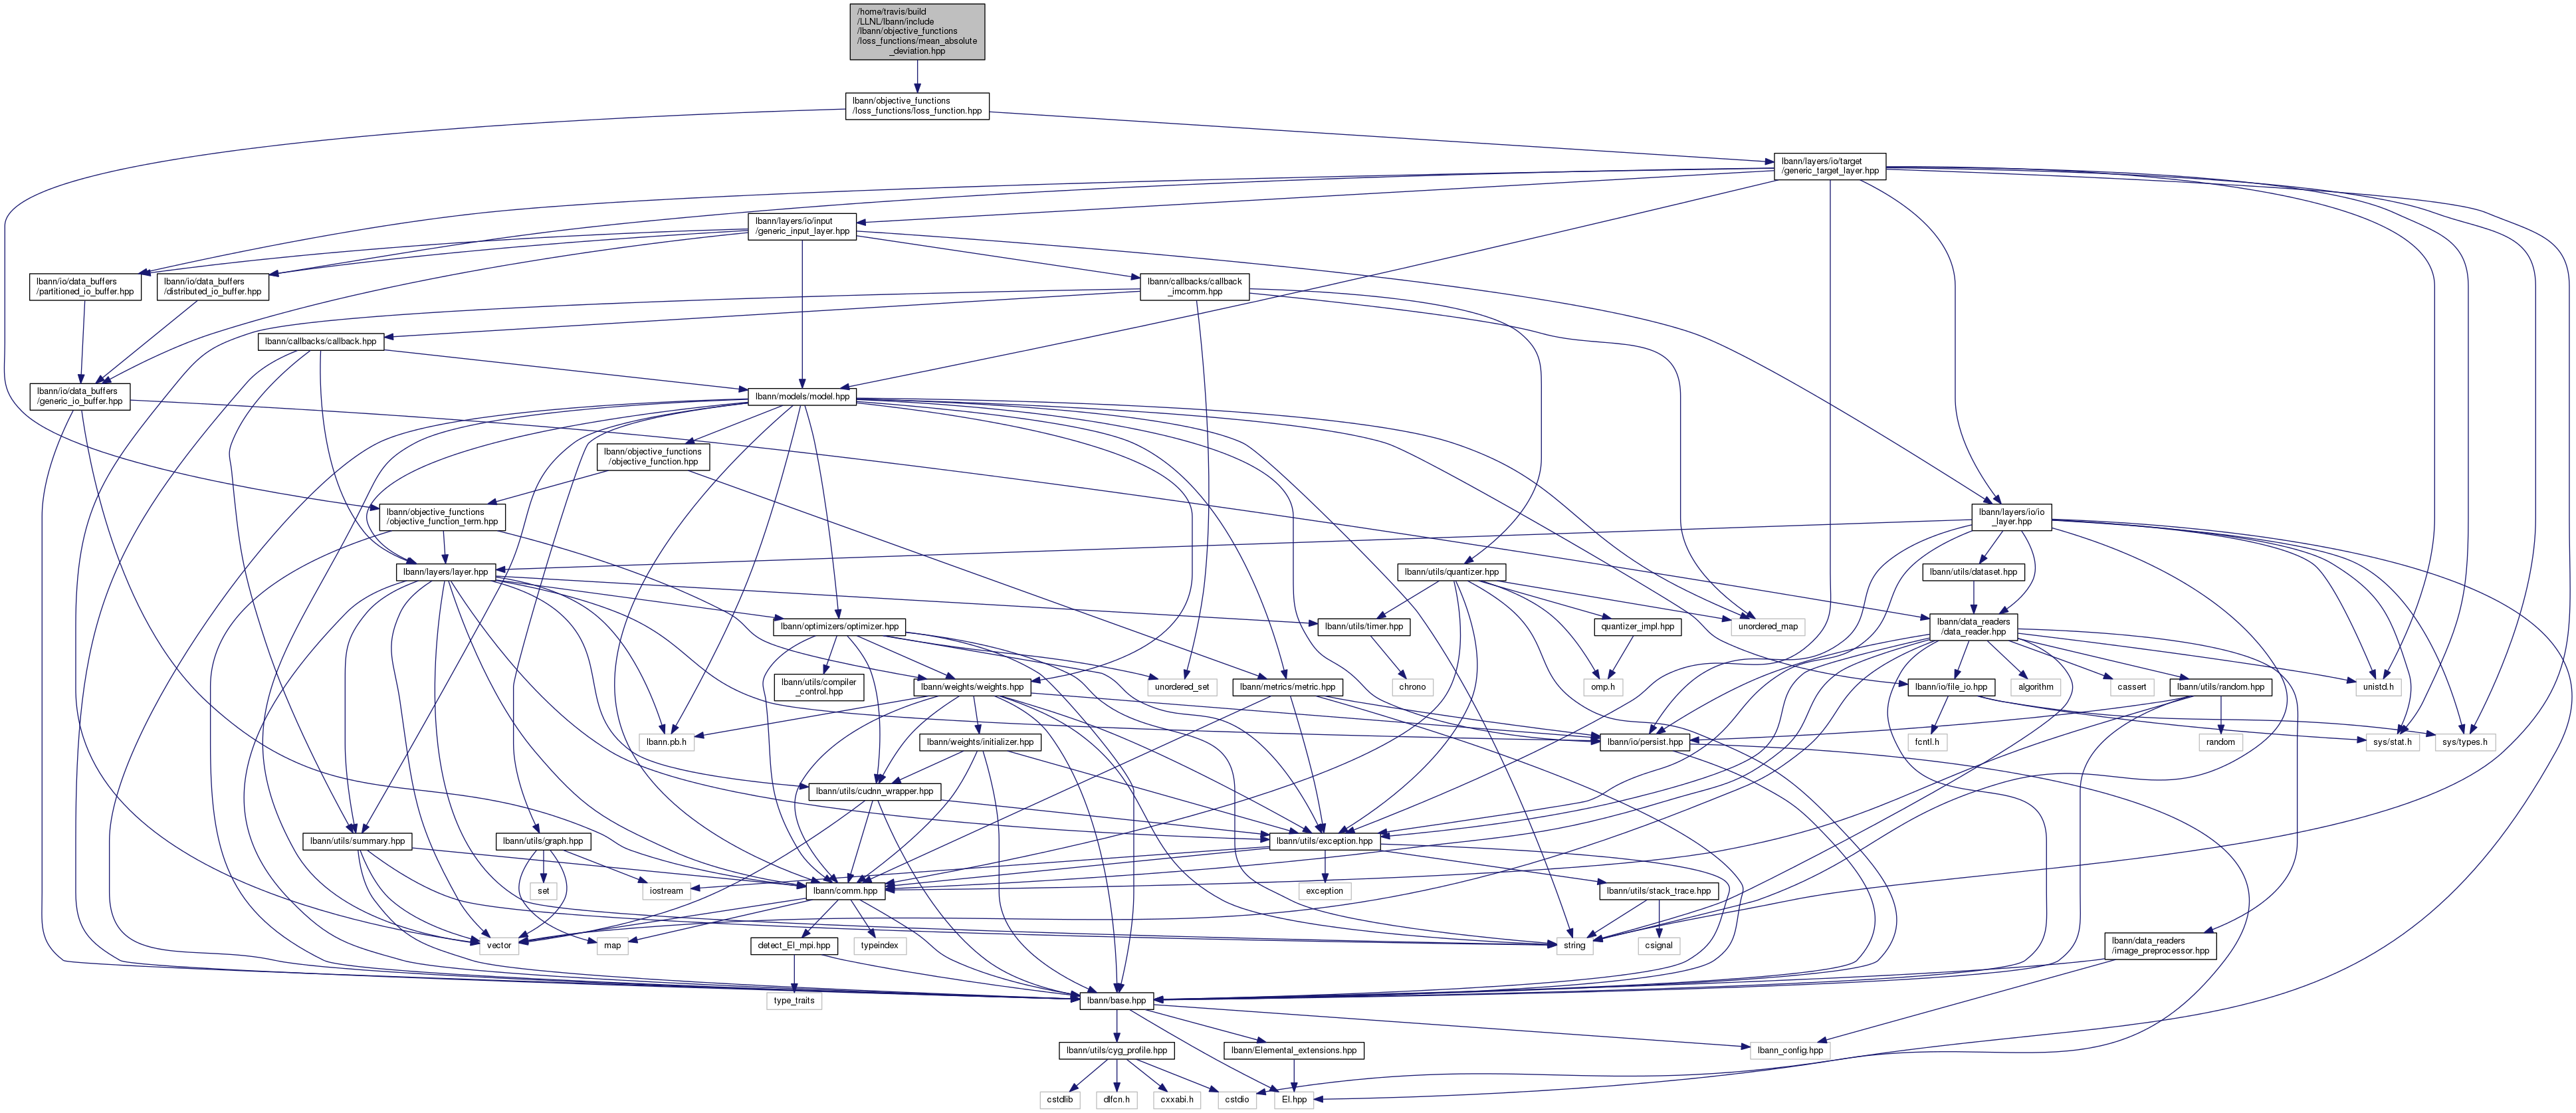 /home/travis/build
/LLNL/lbann/include
/lbann/objective_functions
/loss_functions/mean_absolute
_deviation.hpp
lbann/objective_functions
/loss_functions/loss_function.hpp
lbann/layers/io/target
/generic_target_layer.hpp
lbann/layers/io/input
/generic_input_layer.hpp
lbann/io/data_buffers
/partitioned_io_buffer.hpp
lbann/io/data_buffers
/distributed_io_buffer.hpp
lbann/callbacks/callback
_imcomm.hpp
lbann/callbacks/callback.hpp
lbann/io/data_buffers
/generic_io_buffer.hpp
lbann/models/model.hpp
lbann/objective_functions
/objective_function.hpp
lbann/objective_functions
/objective_function_term.hpp
lbann/layers/io/io
_layer.hpp
lbann/layers/layer.hpp
lbann/utils/quantizer.hpp
lbann/utils/dataset.hpp
lbann/optimizers/optimizer.hpp
lbann/utils/timer.hpp
quantizer_impl.hpp
unordered_map
lbann/data_readers
/data_reader.hpp
lbann/utils/compiler
_control.hpp
lbann/weights/weights.hpp
unordered_set
lbann/metrics/metric.hpp
chrono
omp.h
lbann/io/file_io.hpp
algorithm
cassert
lbann/utils/random.hpp
unistd.h
lbann.pb.h
lbann/weights/initializer.hpp
lbann/io/persist.hpp
fcntl.h
random
sys/stat.h
sys/types.h
lbann/utils/cudnn_wrapper.hpp
lbann/utils/summary.hpp
lbann/utils/graph.hpp
lbann/utils/exception.hpp
set
iostream
lbann/comm.hpp
exception
lbann/utils/stack_trace.hpp
vector
map
detect_El_mpi.hpp
typeindex
string
csignal
lbann/data_readers
/image_preprocessor.hpp
type_traits
lbann/base.hpp
lbann/utils/cyg_profile.hpp
lbann/Elemental_extensions.hpp
lbann_config.hpp
cstdlib
dlfcn.h
cxxabi.h
cstdio
El.hpp